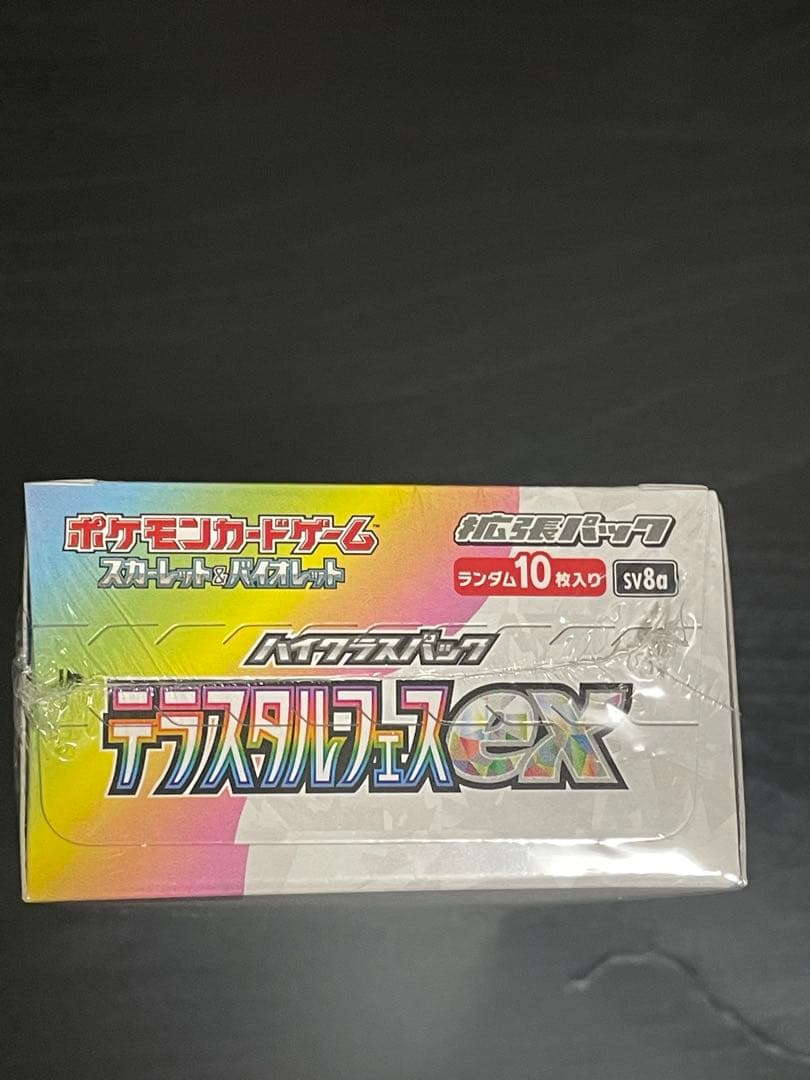 ポケモンカードゲーム™
スカーレット&バイオレット
拡張パック
ランダム10枚入り SV8a
ハイクラスパック
テラスタルフェスex